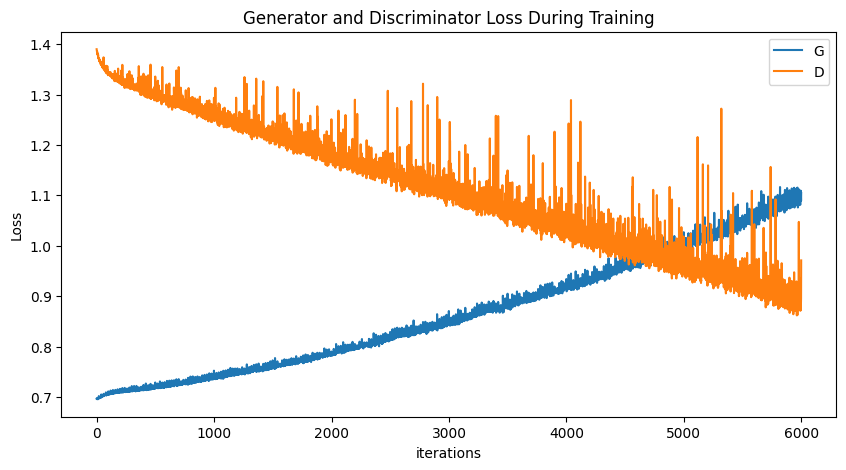 Generator and Discriminator Loss During Training
G
D
Loss
1.4
1.3
1.2
1.1
1.0
0.9
0.8
0.7
0 1000 2000 3000 4000 5000 6000
iterations